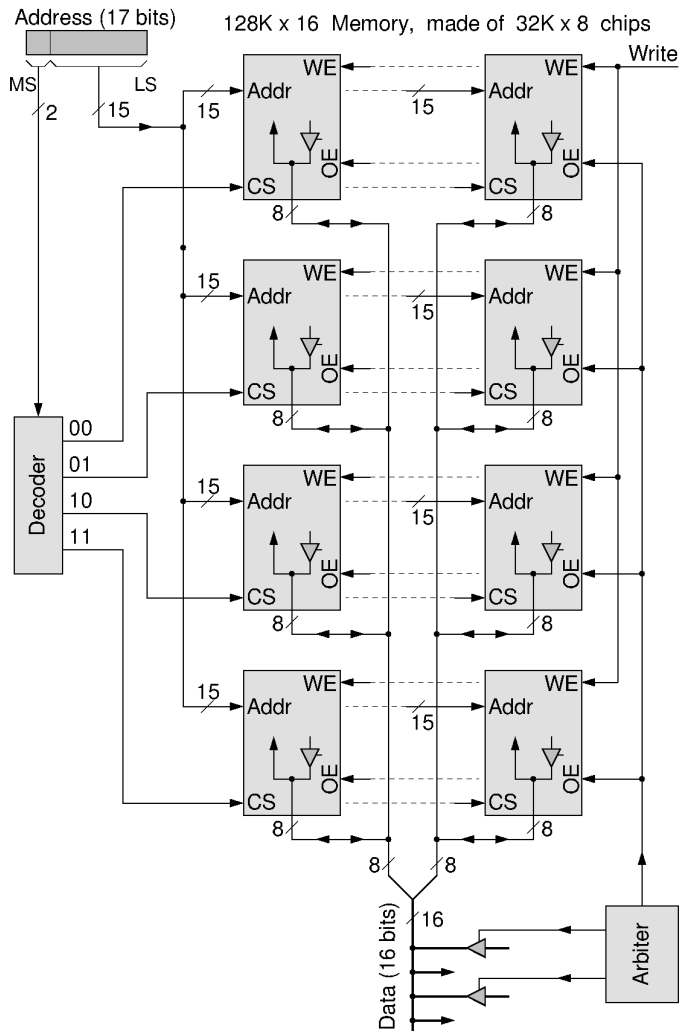 Address (17 bits)
128K x 16 Memory, made of 32K x 8 chips
MS
LS
2
15
Write
15
Addr
WE
OE
CS
8
15
Addr
WE
OE
CS
8
15
Addr
WE
OE
CS
8
15
Addr
WE
OE
CS
8
Decoder
00
01
10
11
15
Addr
WE
OE
CS
8
15
Addr
WE
OE
CS
8
15
Addr
WE
OE
CS
8
15
Addr
WE
OE
CS
8
8
8
16
Data (16 bits)
Arbiter